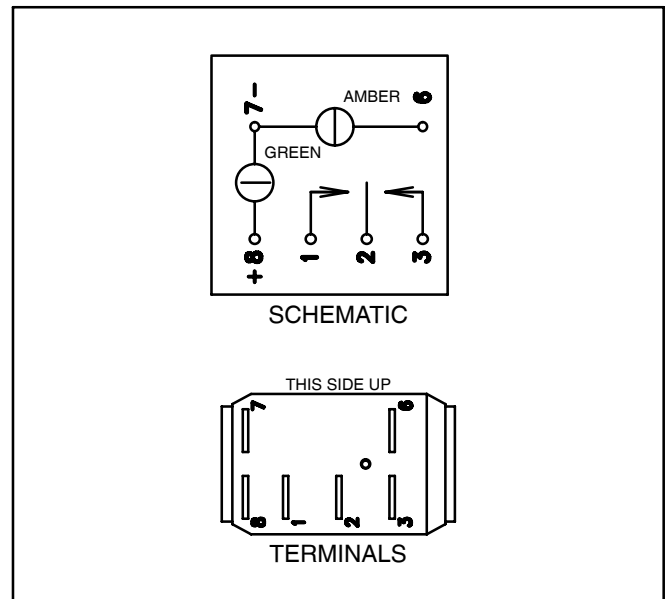 7- AMBER 6
GREEN
+8 1 2 3
SCHEMATIC
THIS SIDE UP
7 6
8 1 2 3
TERMINALS